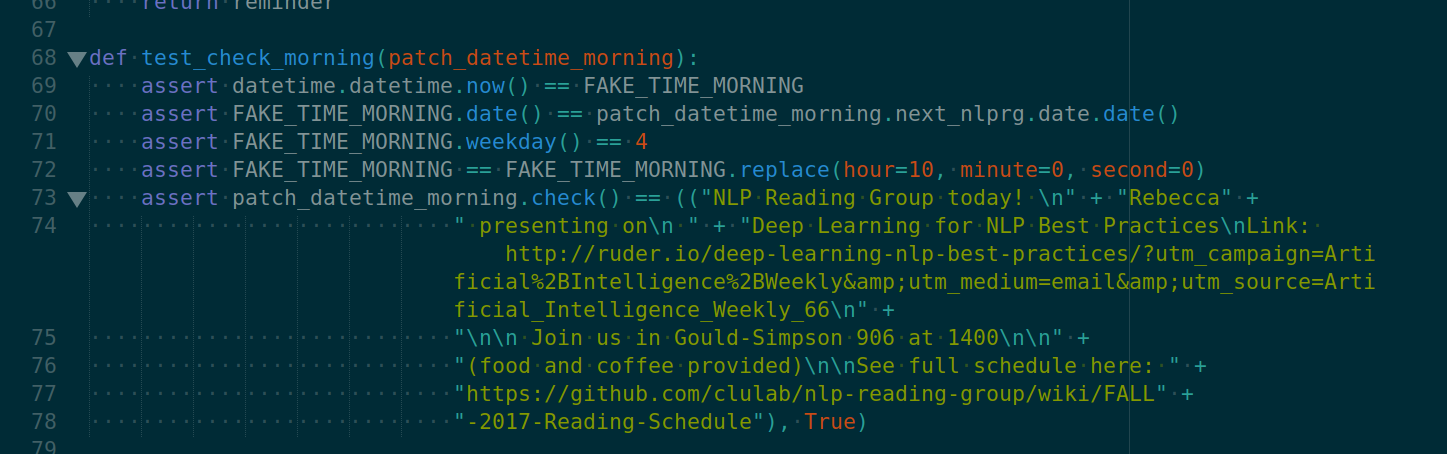 66     return reminder
67
68 def test_check_morning(patch_datetime_morning):
69     assert datetime.datetime.now() == FAKE_TIME_MORNING
70     assert FAKE_TIME_MORNING.date() == patch_datetime_morning.next_nlprg.date.date()
71     assert FAKE_TIME_MORNING.weekday() == 4
72     assert FAKE_TIME_MORNING == FAKE_TIME_MORNING.replace(hour=10, minute=0, second=0)
73     assert patch_datetime_morning.check() == (("NLP Reading Group today! \n" + "Rebecca" +
74                             " presenting on\n " + "Deep Learning for NLP Best Practices\nLink: 
http://ruder.io/deep-learning-nlp-best-practices/?utm_campaign=Arti
ficial%2BIntelligence%2BWeekly&amp;utm_medium=email&amp;utm_source=Arti
ficial_Intelligence_Weekly_66\n" +
75                             "\n\n Join us in Gould-Simpson 906 at 1400\n\n" +
76                             "(food and coffee provided)\n\nSee full schedule here: " +
77                             "https://github.com/clulab/nlp-reading-group/wiki/FALL" +
78                             "-2017-Reading-Schedule"), True)
79